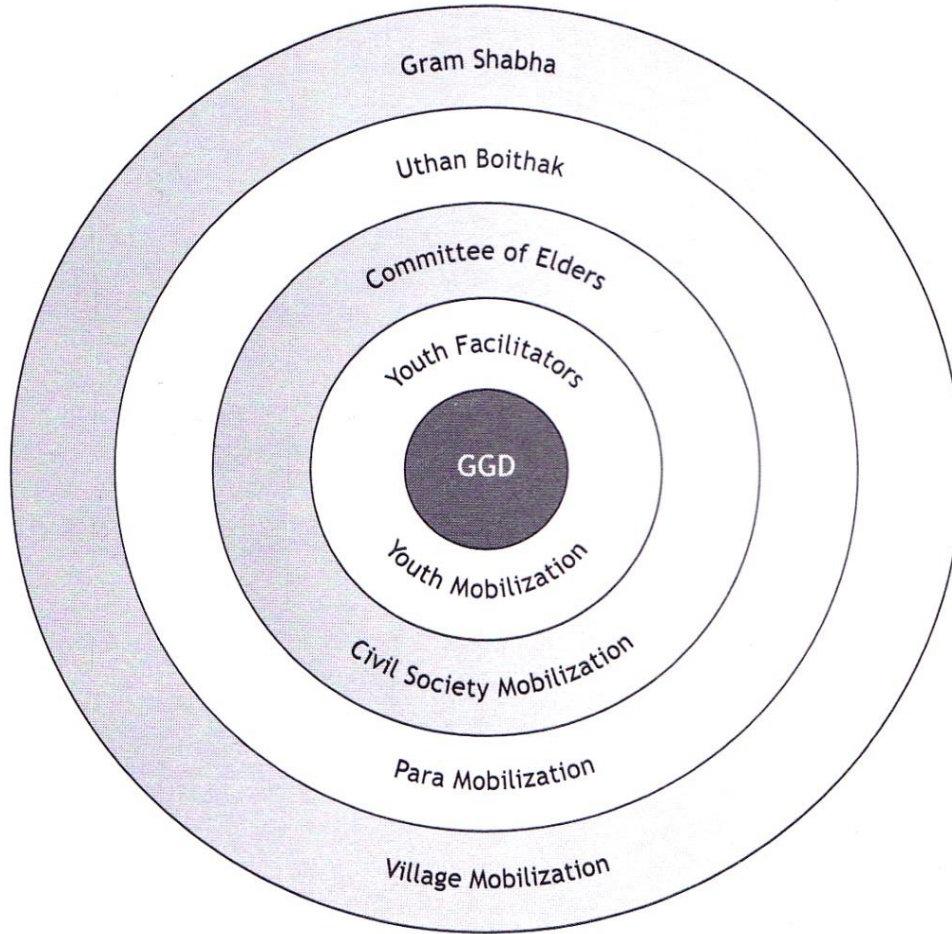 Gram Shabha
Uthan Boithak
Committee of Elders
Youth Facilitators
GGD
Youth Mobilization
Civil Society Mobilization
Para Mobilization
Village Mobilization